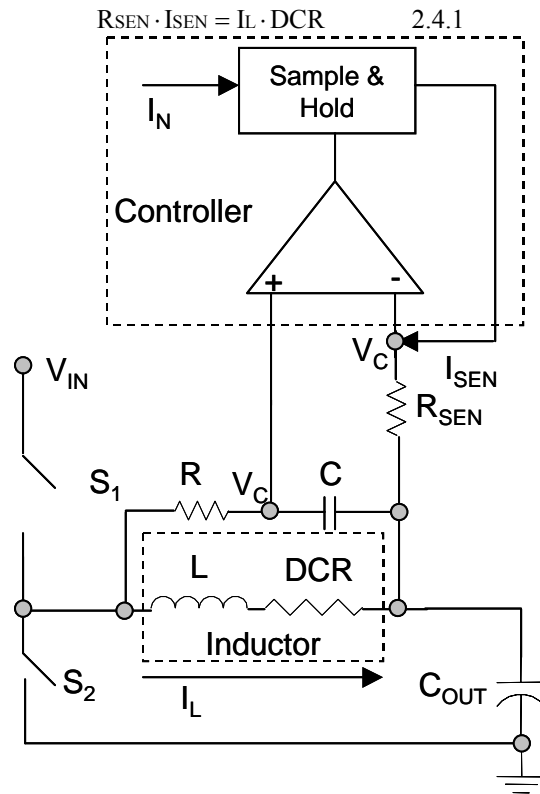 RSEN · ISEN = IL · DCR 2.4.1
Sample &
Hold
IN
Controller
+ -
VC
ISEN
VIN
RSEN
S1
R
VC
C
L
DCR
Inductor
S2
IL
COUT